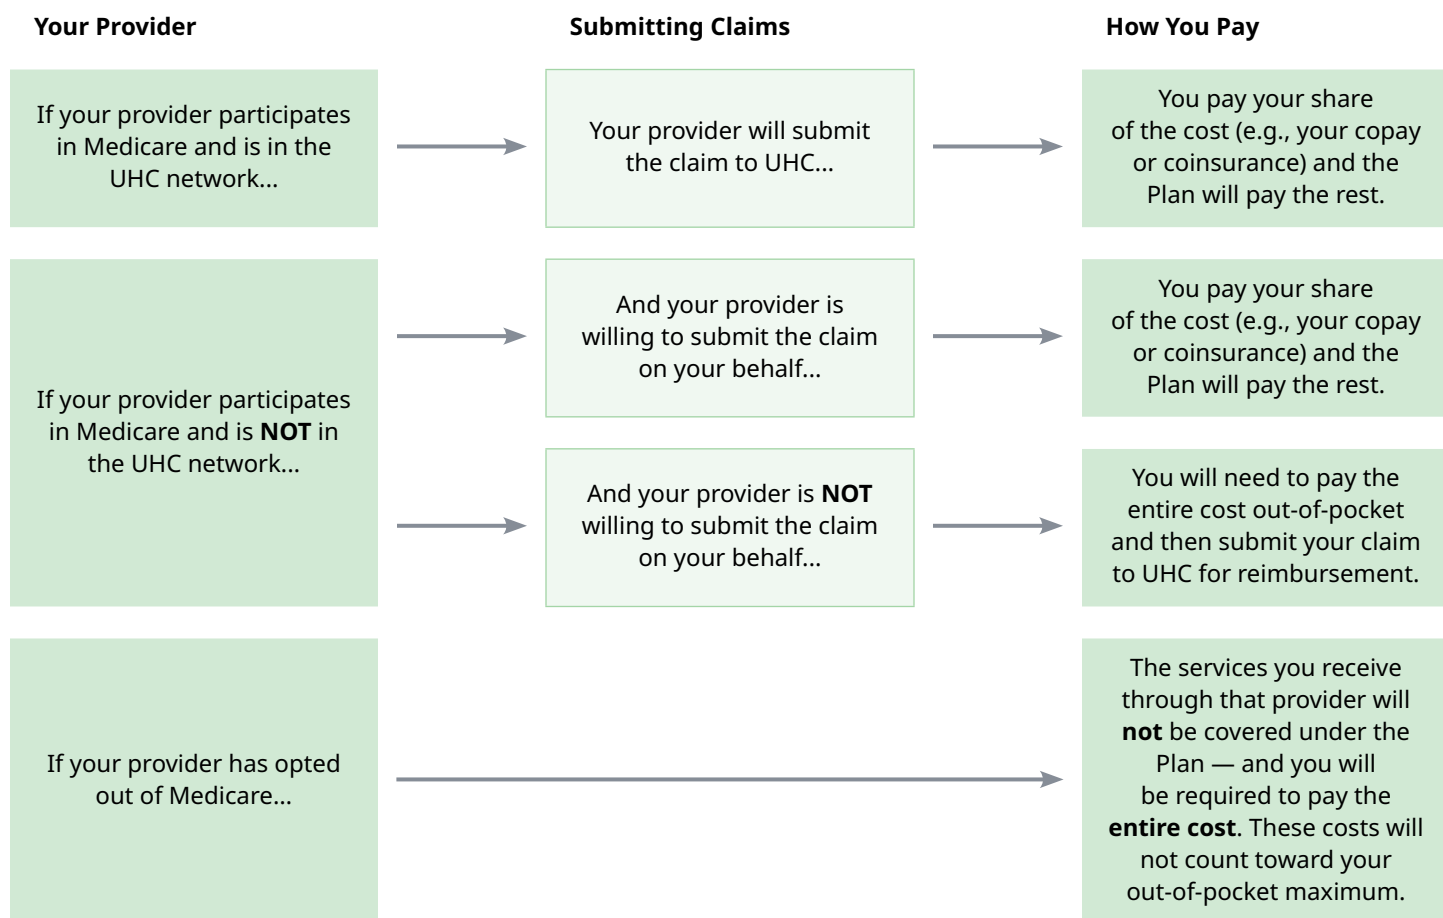 Your Provider
Submitting Claims
How You Pay
If your provider participates
in Medicare and is in the
UHC network...
Your provider will submit
the claim to UHC...
You pay your share
of the cost (e.g., your copay
or coinsurance) and the
Plan will pay the rest.
If your provider participates
in Medicare and is NOT in
the UHC network...
And your provider is
willing to submit the claim
on your behalf...
You pay your share
of the cost (e.g., your copay
or coinsurance) and the
Plan will pay the rest.
And your provider is NOT
willing to submit the claim
on your behalf...
You will need to pay the
entire cost out-of-pocket
and then submit your claim
to UHC for reimbursement.
If your provider has opted
out of Medicare...
The services you receive
through that provider will
not be covered under the
Plan — and you will
be required to pay the
entire cost. These costs will
not count toward your
out-of-pocket maximum.